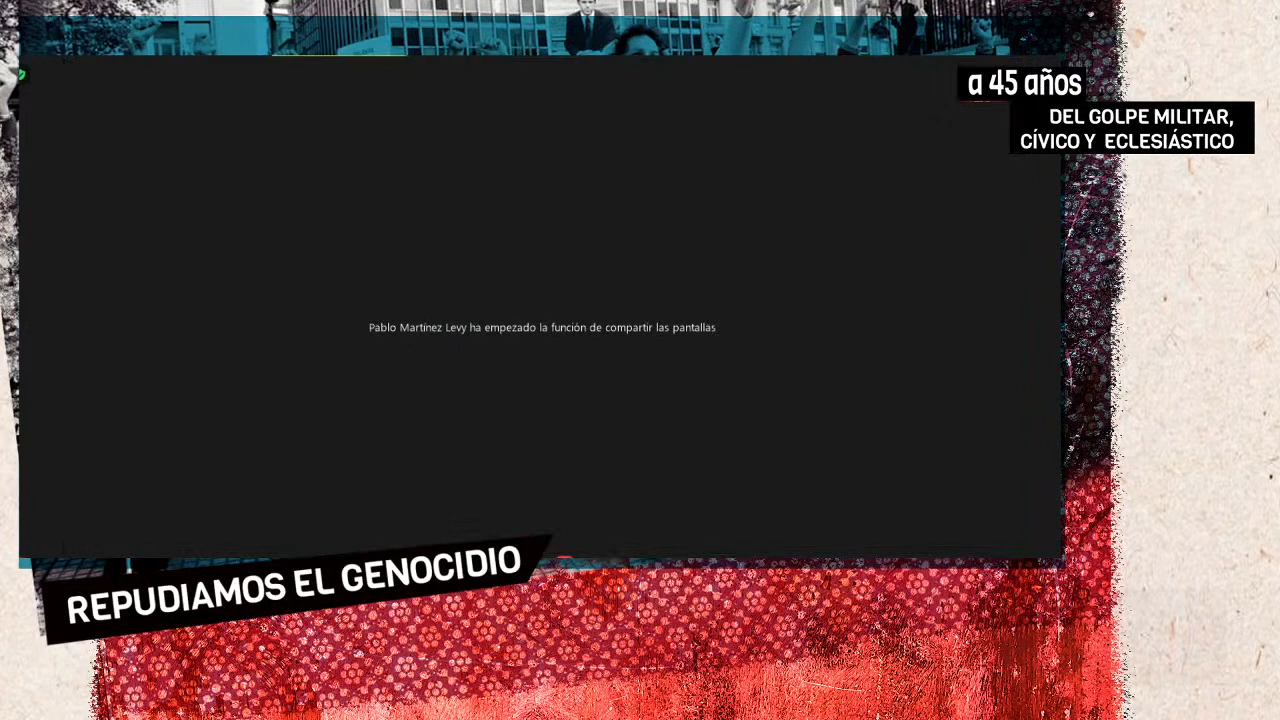 a 45 años
DEL GOLPE MILITAR,
CÍVICO Y ECLESIÁSTICO
Pablo Martínez Levy ha empezado la función de compartir las pantallas
REPUDIAMOS EL GENOCIDIO